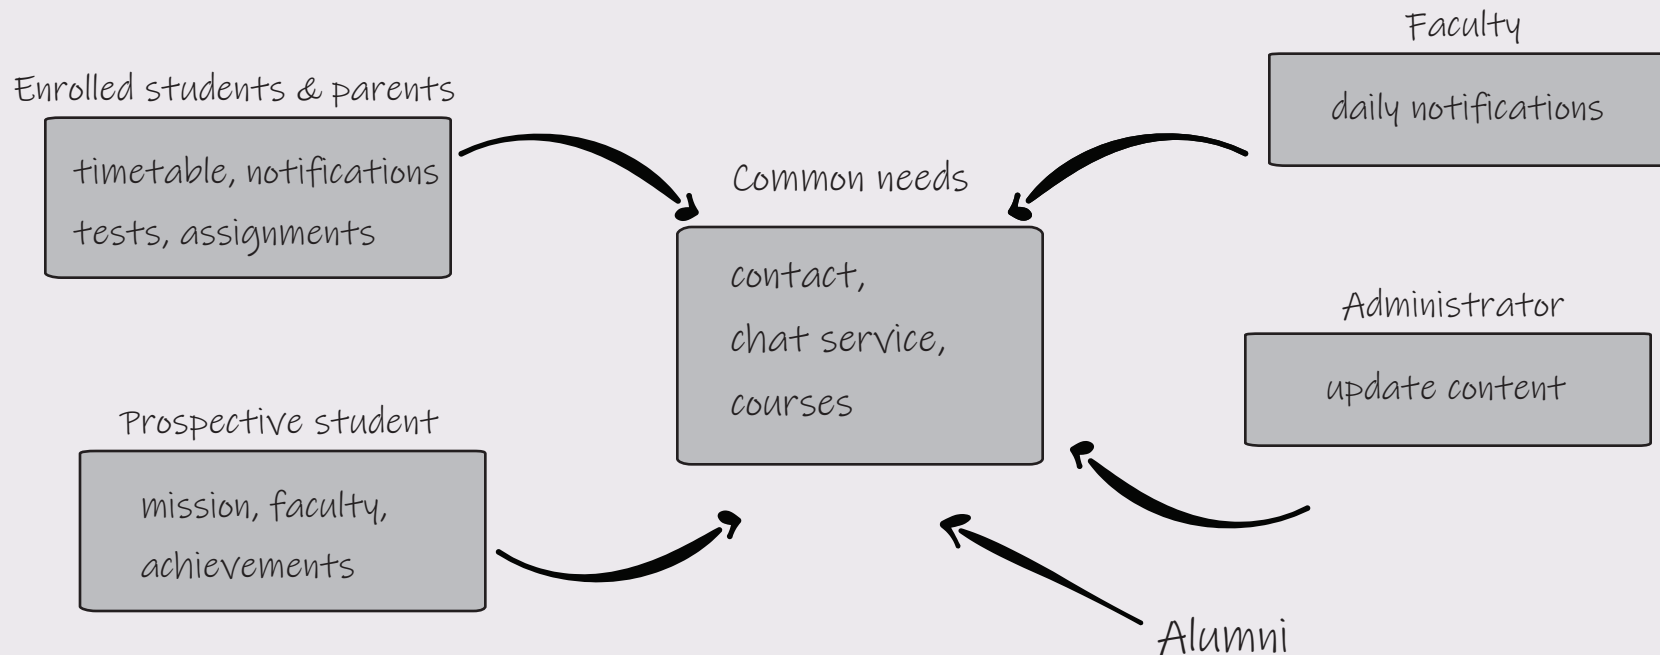 Faculty
daily notifications
Enrolled students & parents
timetable, notifications
tests, assignments
Common needs
contact,
chat service,
courses
Administrator
update content
Prospective student
mission, faculty,
achievements
Alumni